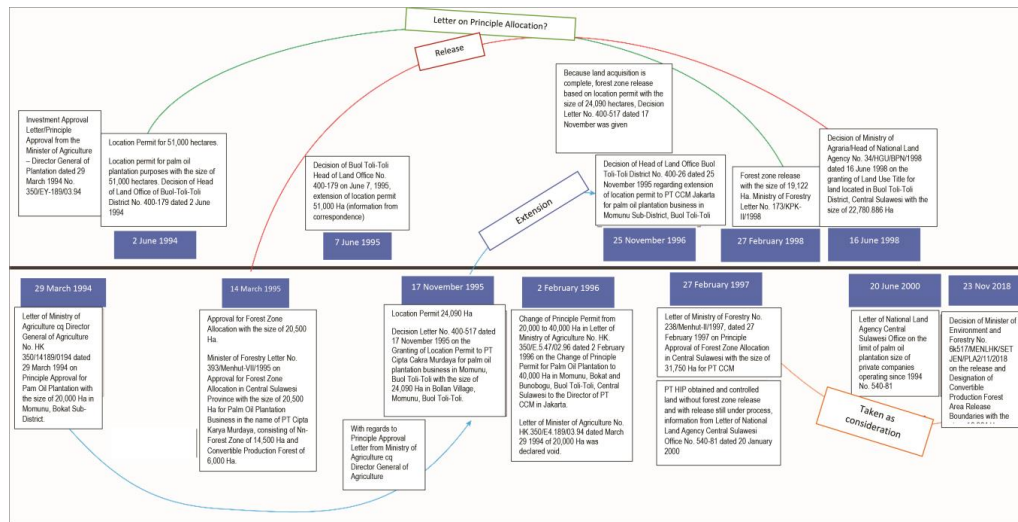 Letter on Principle Allocation?
Release
Because land acquisition is
complete, forest zone release
based on location permit with the
size of 24,090 hectares, Decision
Letter No. 400-517 dated 17
November was given
Investment Approval
Letter/Principle
Approval from the
Minister of Agriculture
– Director General of
Plantation dated 29
March 1994 No.
350/EY-189/03.94
Location Permit for 51,000 hectares.
Location permit for palm oil
plantation purposes with the size of
51,000 hectares. Decision of Head
of Land Office of Buol-Toli-Toli
District No. 400-179 dated 2 June
1994
Decision of Buol Toli-Toli
Head of Land Office No.
400-179 on June 7, 1995,
extension of location permit
51,000 Ha (information from
correspondence)
Extension
Decision of Head of Land Office Buol
Toli-Toli District No. 400-26 dated 25
November 1995 regarding extension
of location permit to PT CCM Jakarta
for palm oil plantation business in
Momunu Sub-District, Buol Toli-Toli
Forest zone release
with the size of 19,122
Ha. Ministry of Forestry
Letter No. 173/KPK-
II/1998
Decision of Ministry of
Agraria/Head of National Land
Agency No. 34/HGU/BPN/1998
dated 16 June 1998 on the
granting of Land Use Title for
land located in Buol Toli-Toli
District, Central Sulawesi with the
size of 22,780.886 Ha
2 June 1994
7 June 1995
25 November 1996
27 February 1998
16 June 1998
29 March 1994
14 March 1995
17 November 1995
2 February 1996
27 February 1997
20 June 2000
23 Nov 2018
Letter of Ministry of
Agriculture cq Director
General of Agriculture No. HK
350/14189/0194 dated
29 March 1994 on
Principle Approval for
Pam Oil Plantation with the
size of 20,000 Ha in
Momunu, Bokat Sub-
District.
Approval for Forest Zone
Allocation with the size of 20,500
Ha.
Minister of Forestry Letter No.
393/Menhut-VII/1995 on
Approval for Forest Zone
Allocation in Central Sulawesi
Province with the size of 20,500
Ha for Palm Oil Plantation
Business in the name of PT Cipta
Karya Murdaya, consisting of Nn-
Forest Zone of 14,500 Ha and
Convertible Production Forest of
6,000 Ha.
Location Permit 24,090 Ha
Decision Letter No. 400-517 dated
17 November 1995 on the
Granting of Location Permit to PT
Cipta Cakra Murdaya for palm oil
plantation business in Momunu,
Buol Toli-Toli with the size of
24,090 Ha in Bollan Village,
Momunu, Buol Toli-Toli.
With regards to
Principle Approval
Letter from Ministry of
Agriculture cq
Director General of
Agriculture
Change of Principle Permit from
20,000 to 40,000 Ha in Letter of
Ministry of Agriculture No. HK
350/E.5.47/02.96 dated 2 February
1996 on the Change of Principle
Permit for Palm Oil Plantation to
40,000 Ha in Momunu, Bokat and
Bunobogu, Buol Toli-Toli, Central
Sulawesi to the Director of PT
CCM in Jakarta.
Letter of Minister of Agriculture No.
HK.350/E4.189/03.94 dated March
29 1994 of 20,000 Ha was
declared void.
Letter of Ministry of Forestry No.
238/Menhut-II/1997, dated 27
February 1997 on Principle
Approval of Forest Zone Allocation
in Central Sulawesi with the size of
31,750 Ha for PT CCM
PT HIP obtained and controlled
land without forest zone release
and with release still under process,
information from Letter of National
Land Agency Central Sulawesi
Office No. 540-81 dated 20 January
2000
Letter of National Land
Agency Central Sulawesi
Office on the
limit of palm oil
plantation size of
private companies
operating since 1994
No. 540-81
Taken as
consideration
Decision of Minister of
Environment and
Forestry No.
6k517/MENLHK/SET
JEN/PLA2/11/2018
on the release and
Designation of
Convertible
Production Forest
Area Release
Boundaries with the